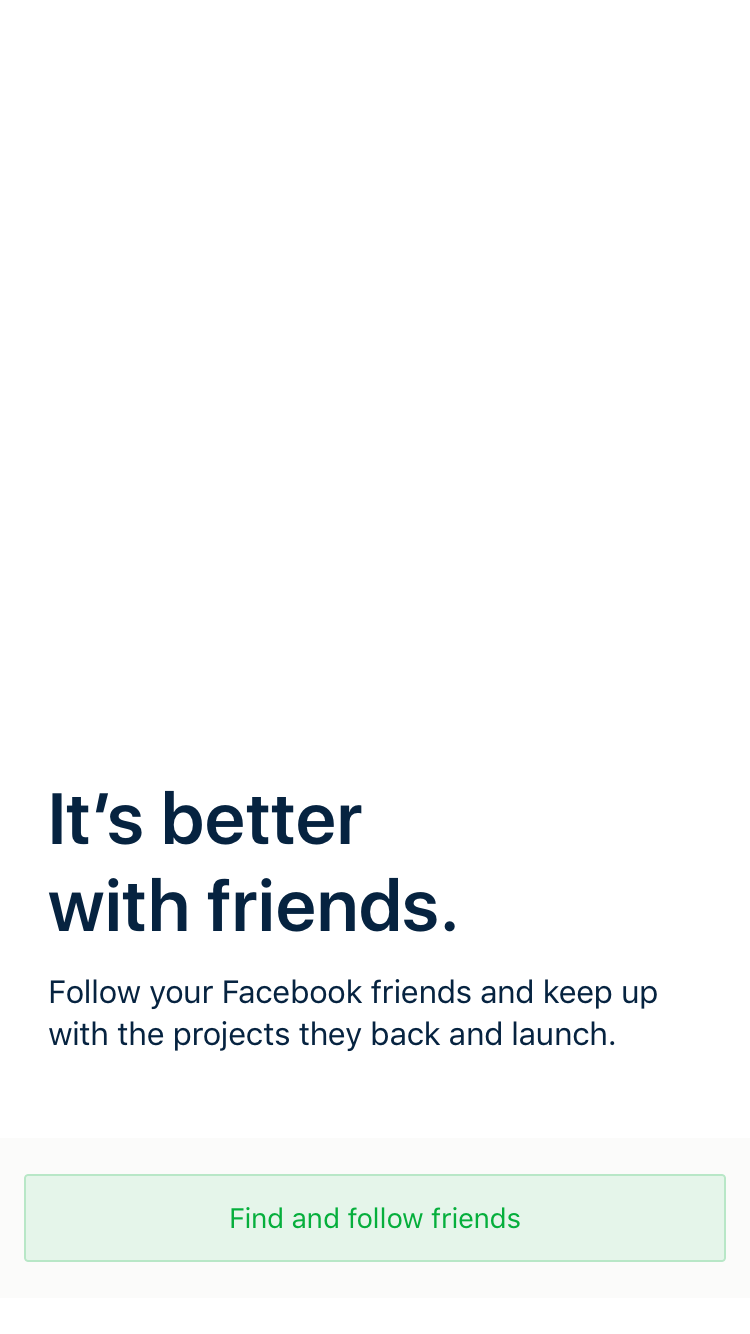 It’s better
with friends.
Follow your Facebook friends and keep up
with the projects they back and launch.
Find and follow friends